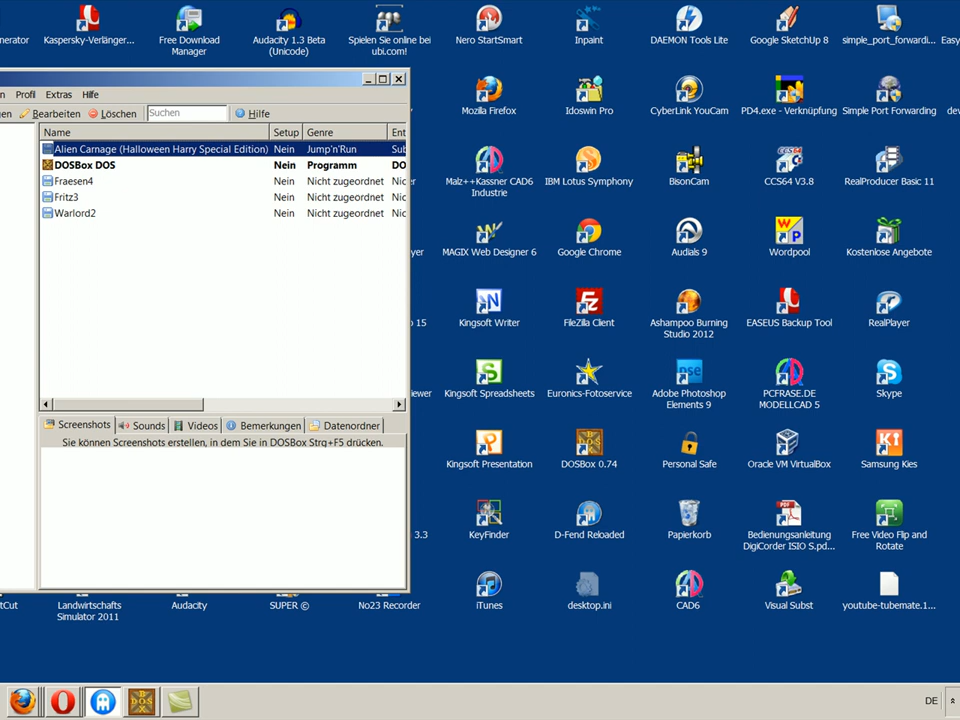 nerator
Kaspersky-Verlänger...
Free Download
Manager
Audacity 1.3 Beta
(Unicode)
Spielen Sie online bei
ubi.com!
Nero StartSmart
Inpaint
DAEMON Tools Lite
Google SketchUp 8
simple_port_forwardi...
Easy
Profil Extras Hilfe
Bearbeiten Löschen Suchen Hilfe
Name Setup Genre Ent
Alien Carnage (Halloween Harry Special Edition) Nein Jump'n'Run Sub
DOSBox DOS Nein Programm DO
Fraesen4 Nein Nicht zugeordnet Nic
Fritz3 Nein Nicht zugeordnet Nic
Warlord2 Nein Nicht zugeordnet Nic
Screenshots Sounds Videos Bemerkungen Datenordner
Sie können Screenshots erstellen, in dem Sie in DOSBox Strg+F5 drücken.
Mozilla Firefox
Idoswin Pro
CyberLink YouCam
PD4.exe - Verknüpfung
Simple Port Forwarding
dev
Malz++Kassner CAD6
Industrie
IBM Lotus Symphony
BisonCam
CCS64 V3.8
RealProducer Basic 11
yer
MAGIX Web Designer 6
Google Chrome
Audials 9
Wordpool
Kostenlose Angebote
o 15
Kingsoft Writer
FileZilla Client
Ashampoo Burning
Studio 2012
EASEUS Backup Tool
RealPlayer
iewer
Kingsoft Spreadsheets
Euronics-Fotoservice
Adobe Photoshop
Elements 9
PCFRASE.DE
MODELLCAD 5
Skype
Kingsoft Presentation
DOSBox 0.74
Personal Safe
Oracle VM VirtualBox
Samsung Kies
3.3
KeyFinder
D-Fend Reloaded
Papierkorb
Bedienungsanleitung
DigiCorder ISIO S.pd...
Free Video Flip and
Rotate
tCut
Landwirtschafts
Simulator 2011
Audacity
SUPER ©
No23 Recorder
iTunes
desktop.ini
CAD6
Visual Subst
youtube-tubemate.1...
DE